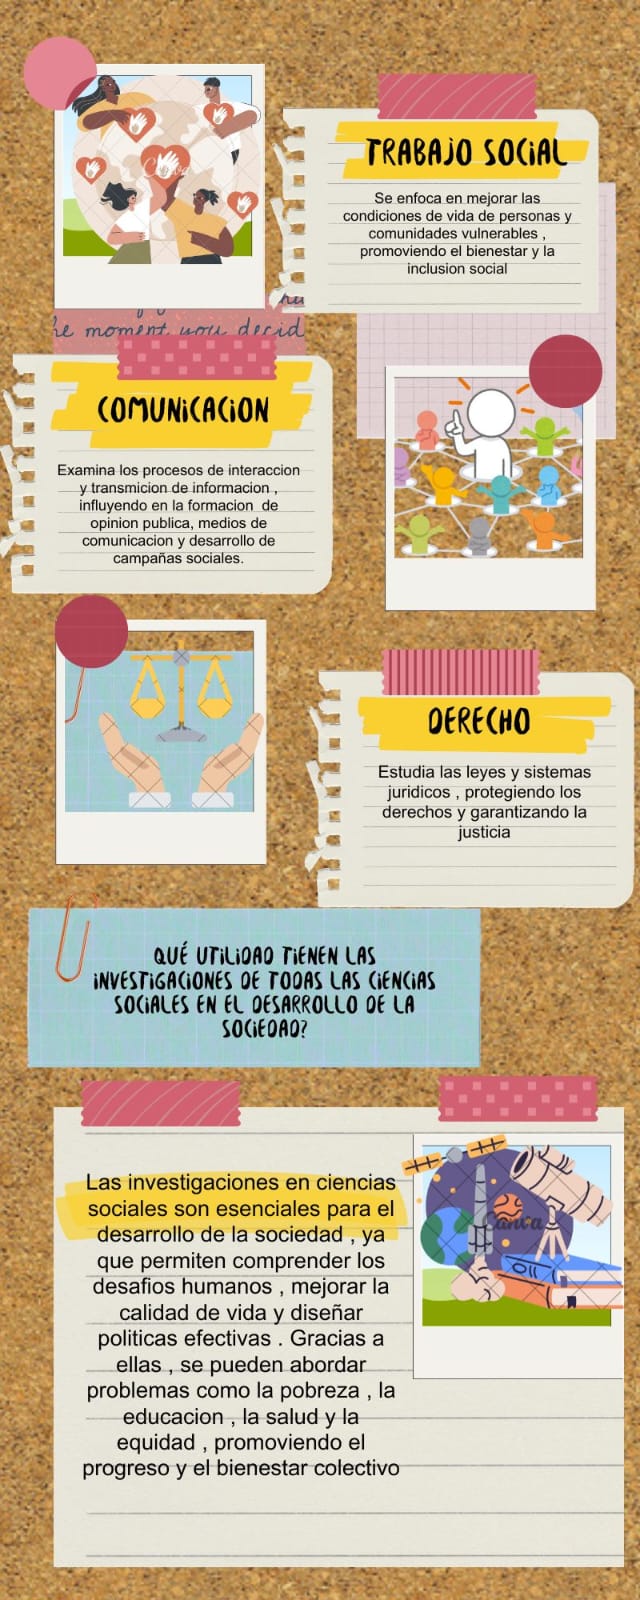 TRABAJO SOCIAL
Se enfoca en mejorar las
condiciones de vida de personas y
comunidades vulnerables ,
promoviendo el bienestar y la
inclusion social
he moment you decid
COMUNICACION
Examina los procesos de interaccion
y transmicion de informacion ,
influyendo en la formacion de
opinion publica, medios de
comunicacion y desarrollo de
campañas sociales.
DERECHO
Estudia las leyes y sistemas
juridicos , protegiendo los
derechos y garantizando la
justicia
QUÉ UTILIDAD TIENEN LAS
INVESTIGACIONES DE TODAS LAS CIENCIAS
SOCIALES EN EL DESARROLLO DE LA
SOCIEDAD?
Las investigaciones en ciencias
sociales son esenciales para el
desarrollo de la sociedad , ya
que permiten comprender los
desafios humanos , mejorar la
calidad de vida y diseñar
politicas efectivas . Gracias a
ellas , se pueden abordar
problemas como la pobreza , la
educacion , la salud y la
equidad , promoviendo el
progreso y el bienestar colectivo
Canva